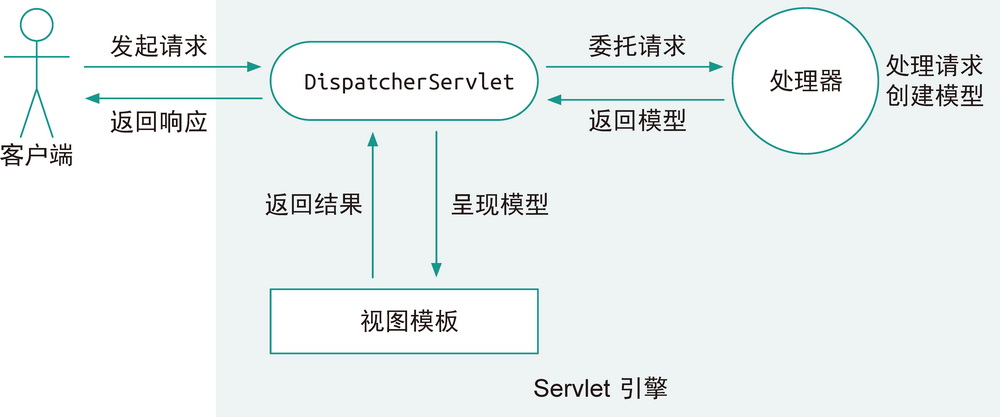 发起请求
返回响应
客户端
DispatcherServlet
委托请求
返回模型
处理器
处理请求
创建模型
返回结果
呈现模型
视图模板
Servlet 引擎